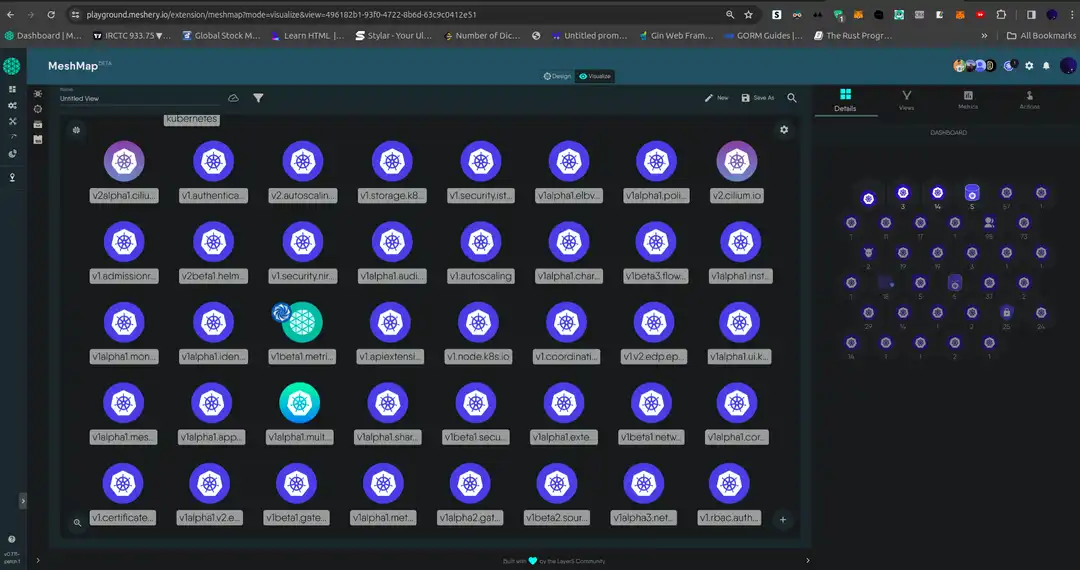 playground.meshery.io/extension/meshmap?mode=visualize&view=496182b1-93f0-4722-8b6d-63c9c0412e51
Dashboard | M... IRCTC 933.75 ▼... Global Stock M... Learn HTML |... Stylar - Your Ul... Number of Dic... Untitled prom... Gin Web Fram... GORM Guides |... The Rust Progr... » All Bookmarks
MeshMap BETA
Design Visualize
Name
Untitled View
New Save As
Details Views Metrics Actions
DASHBOARD
kubernetes
v2alpha1.ciliu... v1.authentica... v2.autoscalin... v1.storage.k8... v1.security.ist... v1alpha1.elbv... v1alpha1.poli... v2.cilium.io
v1.admissionr... v2beta1.helm... v1.security.nir... v1alpha1.audi... v1.autoscaling v1alpha1.char... v1beta3.flow... v1alpha1.inst...
v1alpha1.mon... v1alpha1.iden... v1beta1.metri... v1.apiextensi... v1.node.k8s.io v1.coordinati... v1.v2.edp.ep... v1alpha1.ui.k...
v1alpha1.mes... v1alpha1.app... v1alpha1.mult... v1alpha1.shar... v1beta1.secu... v1alpha1.exte... v1beta1.netw... v1alpha1.cor...
v1.certificate... v1alpha1.v2.e... v1beta1.gate... v1alpha1.met... v1alpha2.gat... v1beta2.sour... v1alpha3.net... v1.rbac.auth...
3 14 5 57 1
1 11 17 1 98 73
2 19 19 3 1 1
1 18 5 6 37 2
29 14 1 2 25 24
14 1 1 2 1
Built with by the Layer5 Community